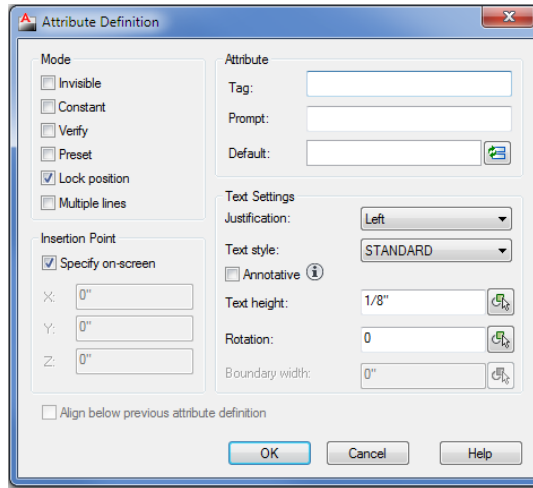 Attribute Definition
Mode
Invisible
Constant
Verify
Preset
Lock position
Multiple lines
Insertion Point
Specify on-screen
X: 0"
Y: 0"
Z: 0"
Attribute
Tag:
Prompt:
Default:
Text Settings
Justification: Left
Text style: STANDARD
Annotative
Text height: 1/8"
Rotation: 0
Boundary width: 0"
Align below previous attribute definition
OK Cancel Help